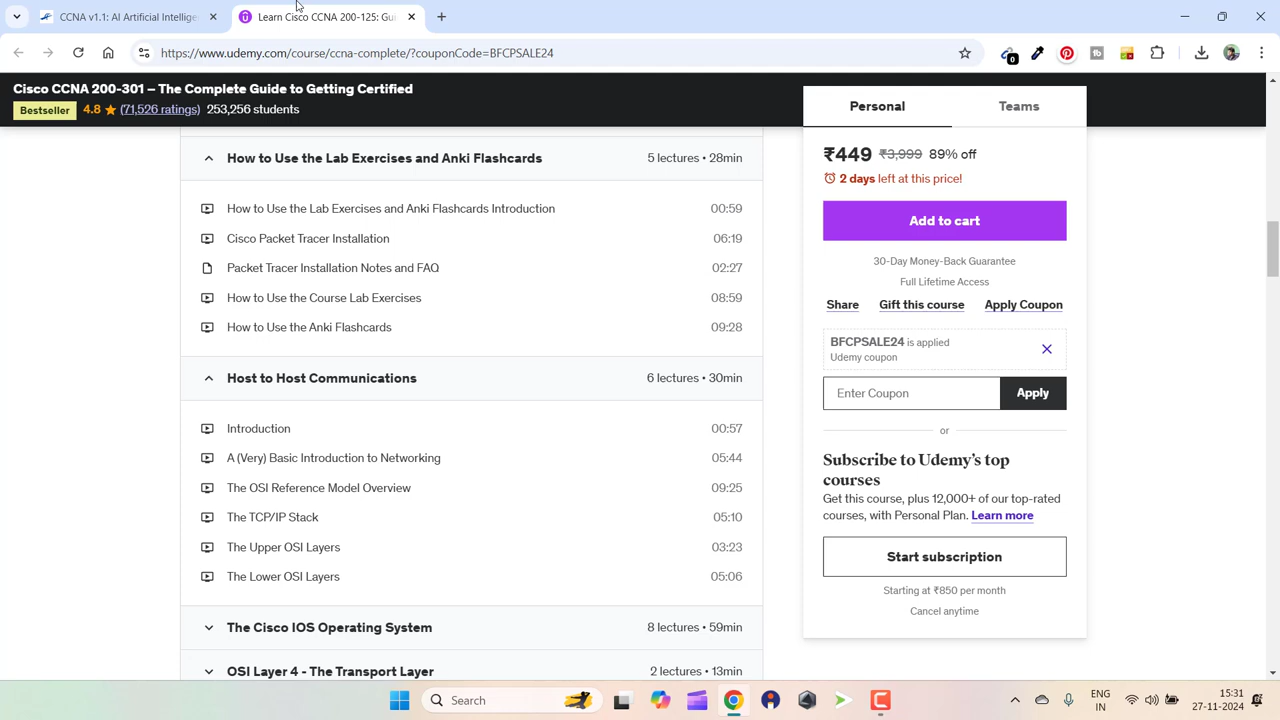 CCNA v1.1: AI Artificial Intellige
Learn Cisco CCNA 200-125: Gu
https://www.udemy.com/course/ccna-complete/?couponCode=BFCPSALE24
0
Cisco CCNA 200-301 – The Complete Guide to Getting Certified
Bestseller 4.8 ★ (71,526 ratings) 253,256 students
Personal Teams
₹449 ₹3,999 89% off
2 days left at this price!
Add to cart
30-Day Money-Back Guarantee
Full Lifetime Access
Share Gift this course Apply Coupon
BFCPSALE24 is applied
Udemy coupon
Enter Coupon Apply
or
Subscribe to Udemy's top
courses
Get this course, plus 12,000+ of our top-rated
courses, with Personal Plan. Learn more
Start subscription
Starting at ₹850 per month
Cancel anytime
How to Use the Lab Exercises and Anki Flashcards 5 lectures • 28min
How to Use the Lab Exercises and Anki Flashcards Introduction 00:59
Cisco Packet Tracer Installation 06:19
Packet Tracer Installation Notes and FAQ 02:27
How to Use the Course Lab Exercises 08:59
How to Use the Anki Flashcards 09:28
Host to Host Communications 6 lectures • 30min
Introduction 00:57
A (Very) Basic Introduction to Networking 05:44
The OSI Reference Model Overview 09:25
The TCP/IP Stack 05:10
The Upper OSI Layers 03:23
The Lower OSI Layers 05:06
The Cisco IOS Operating System 8 lectures • 59min
OSI Layer 4 - The Transport Layer 2 lectures • 13min
Search
ENG
IN
15:31
27-11-2024